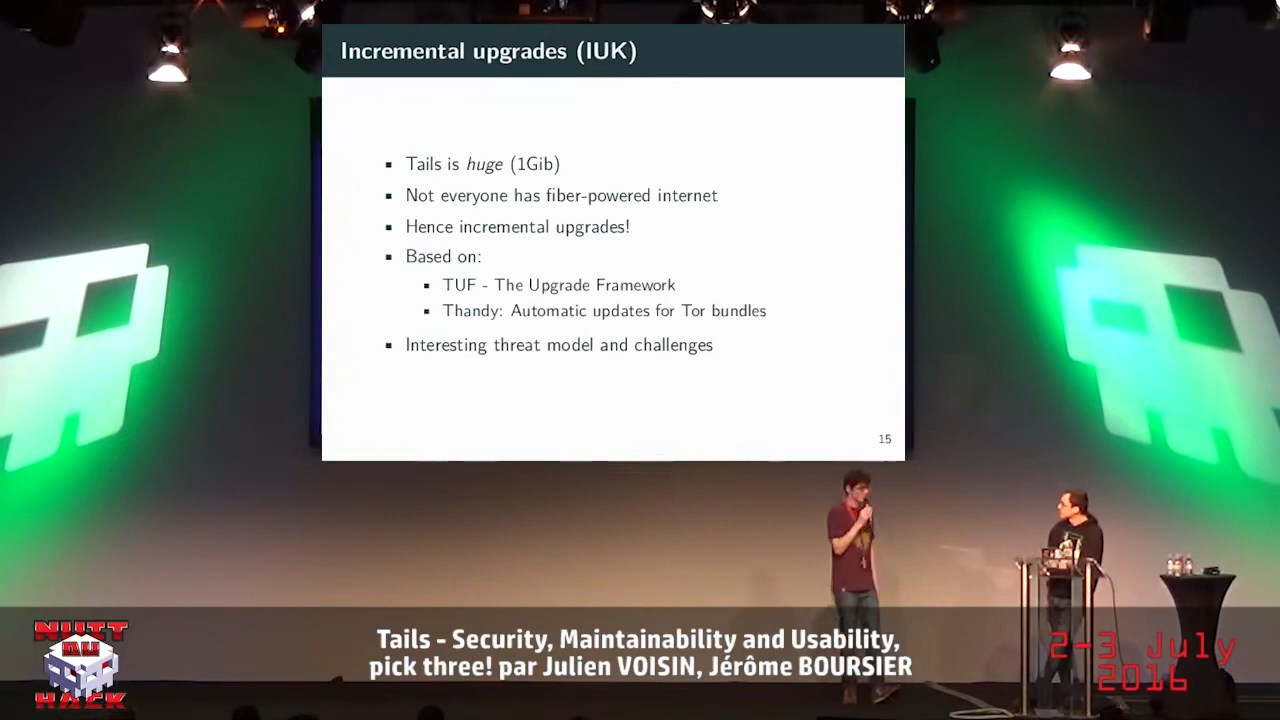 Incremental upgrades (IUK)
Tails is huge (1Gib)
Not everyone has fiber-powered internet
Hence incremental upgrades!
Based on:
TUF - The Upgrade Framework
Thandy: Automatic updates for Tor bundles
Interesting threat model and challenges
15
NUIT
DU
HACK
Tails - Security, Maintainability and Usability,
pick three! par Julien VOISIN, Jérôme BOURSIER
2-3 July
2016